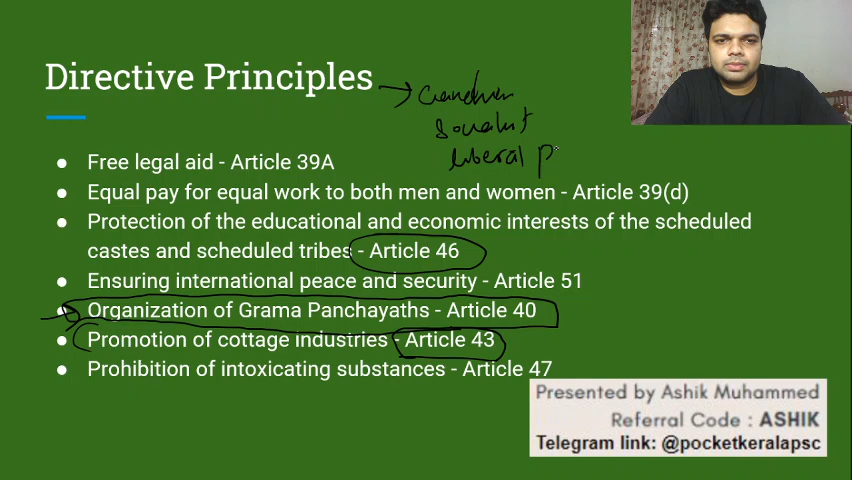 Directive Principles
liberal P
Free legal aid - Article 39A
Equal pay for equal work to both men and women - Article 39(d)
Protection of the educational and economic interests of the scheduled
castes and scheduled tribes - Article 46
Ensuring international peace and security - Article 51
Organization of Grama Panchayaths - Article 40
Promotion of cottage industries - Article 43
Prohibition of intoxicating substances - Article 47
Presented by Ashik Muhammed
Referral Code : ASHIK
Telegram link: @pocketkeralapsc